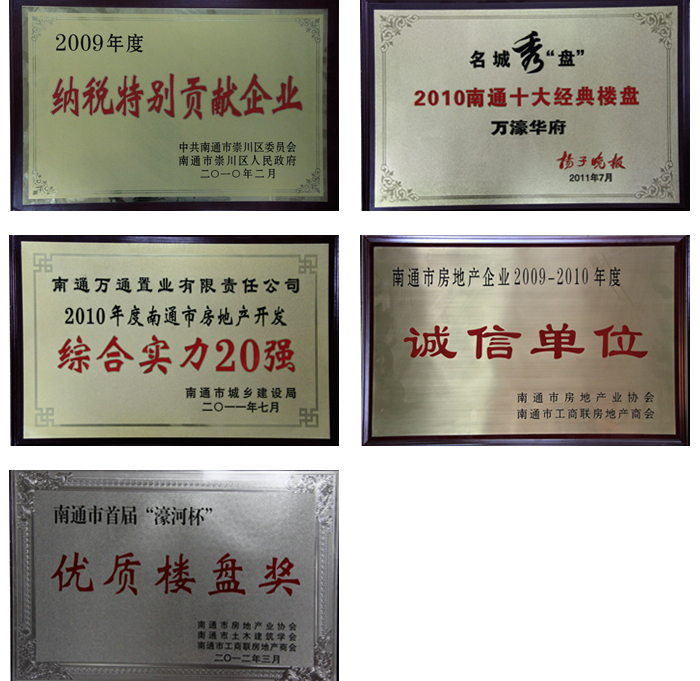 2009年度
纳税特别贡献企业
中共南通市崇川区委员会
南通市崇川区人民政府
二〇一〇年二月
名城秀“盘”
2010南通十大经典楼盘
万濠华府
扬子晚报
2011年7月
南通万通置业有限责任公司
2010年度南通市房地产开发
综合实力20强
南通市城乡建设局
二〇一一年七月
南通市房地产企业2009-2010年度
诚信单位
南通市房地产业协会
南通市工商联房地产商会
南通市首届“濠河杯”
优质楼盘奖
南通市房地产业协会
南通市土木建筑学会
南通市工商联房地产商会
二〇一二年三月